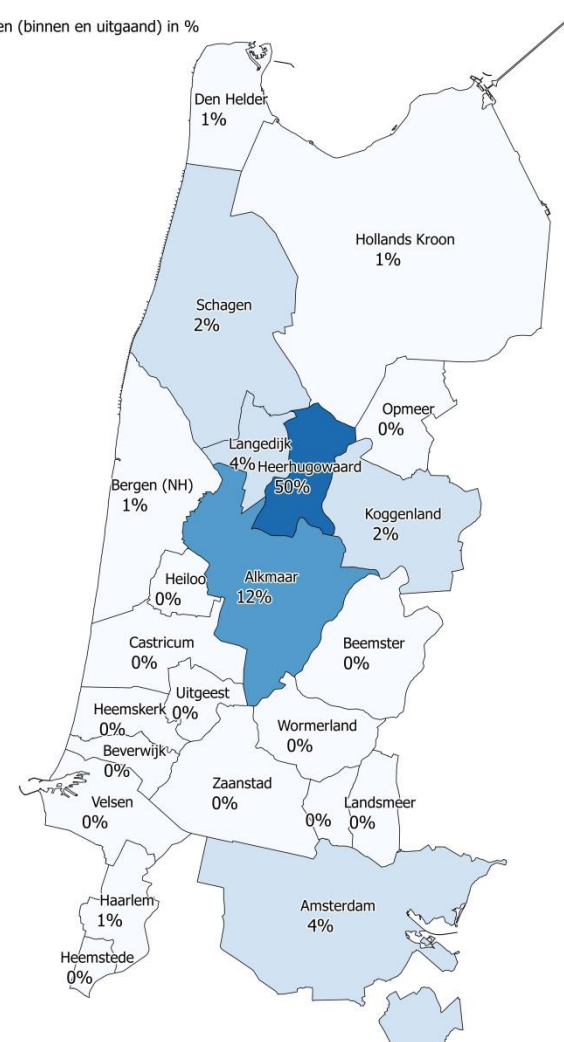 en (binnen en uitgaand) in %
Den Helder
1%
Hollands Kroon
1%
Schagen
2%
Opmeer
0%
Langedijk
4%
Heerhugowaard
50%
Bergen (NH)
1%
Koggenland
2%
Heiloo
0%
Alkmaar
12%
Castricum
0%
Beemster
0%
Uitgeest
0%
Heemskerk
0%
Wormerland
0%
Beverwijk
0%
Zaanstad
0%
Velsen
0%
0%
Landsmeer
0%
Haarlem
1%
Amsterdam
4%
Heemstede
0%